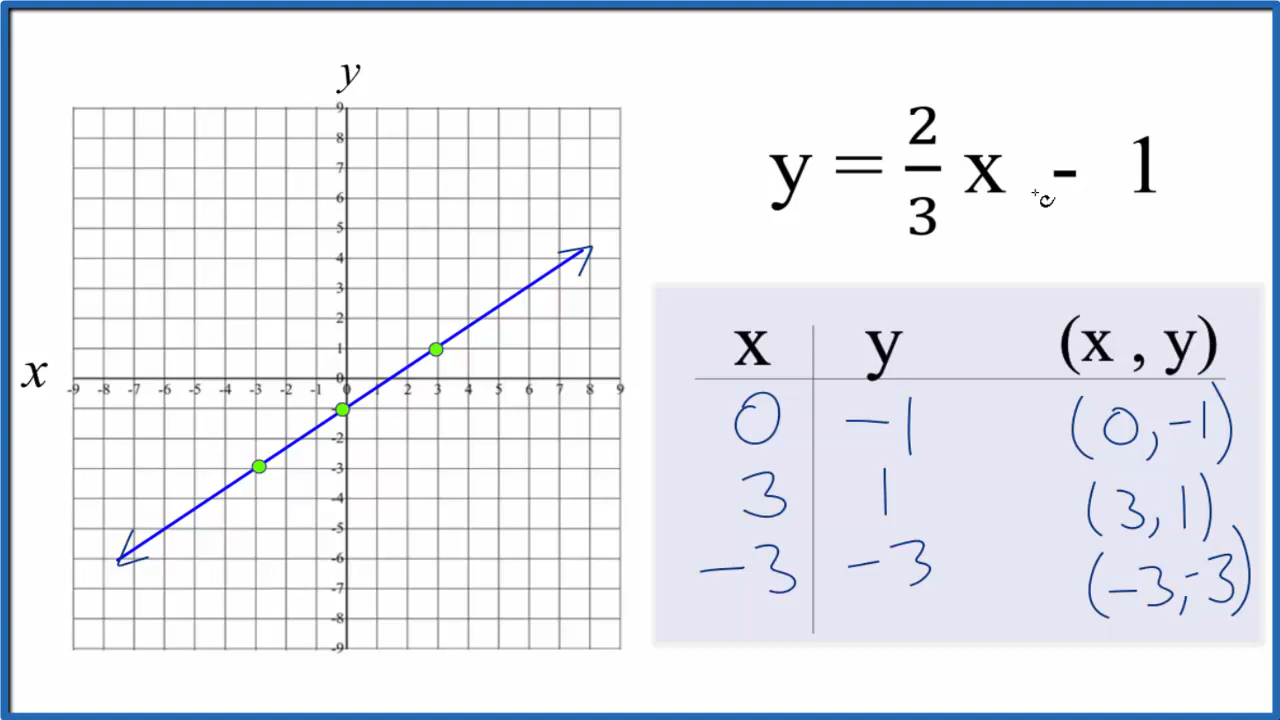 y
9
8
7
6
5
4
3
2
1
0
x
-9 -8 -7 -6 -5 -4 -3 -2 -1 0 2 3 4 5 6 7 8 9
-2
-3
-4
-5
-6
-7
-8
-9
y = 2/3 x - 1
x y (x , y)
0 -1 (0, -1)
3 1 (3, 1)
-3 -3 (-3, -3)